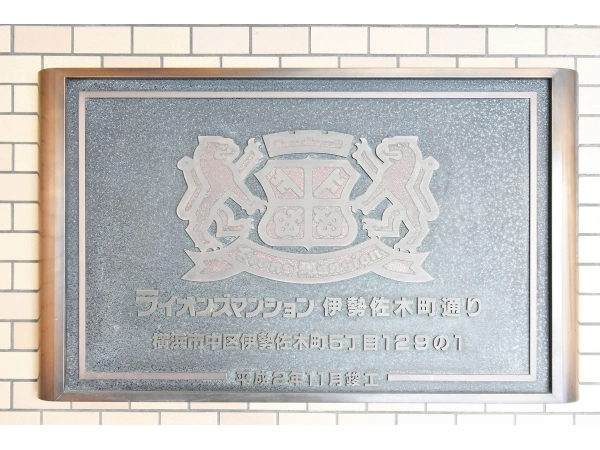 ライオンズマンション 伊勢佐木町通り
横浜市中区伊勢佐木町5丁目129の1
平成2年11月竣工